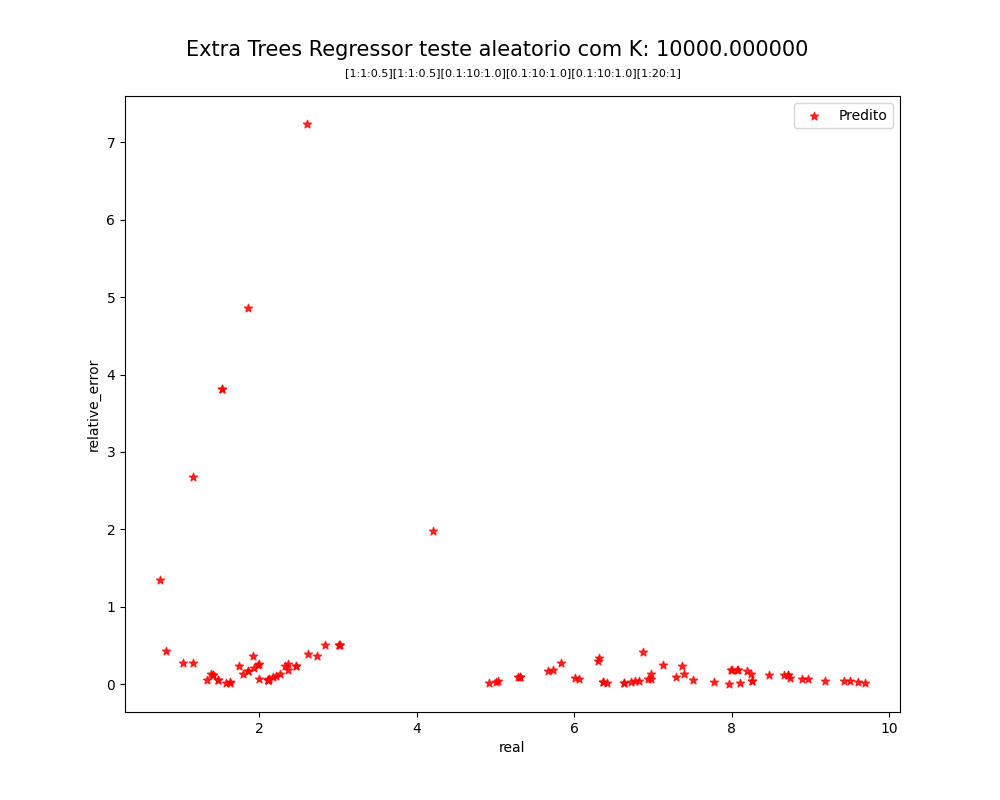 Extra Trees Regressor teste aleatorio com K: 10000.000000
[1:1:0.5][1:1:0.5][0.1:10:1.0][0.1:10:1.0][0.1:10:1.0][1:20:1]
Predito
7
6
5
4
3
2
1
0
relative_error
2 4 6 8 10
real